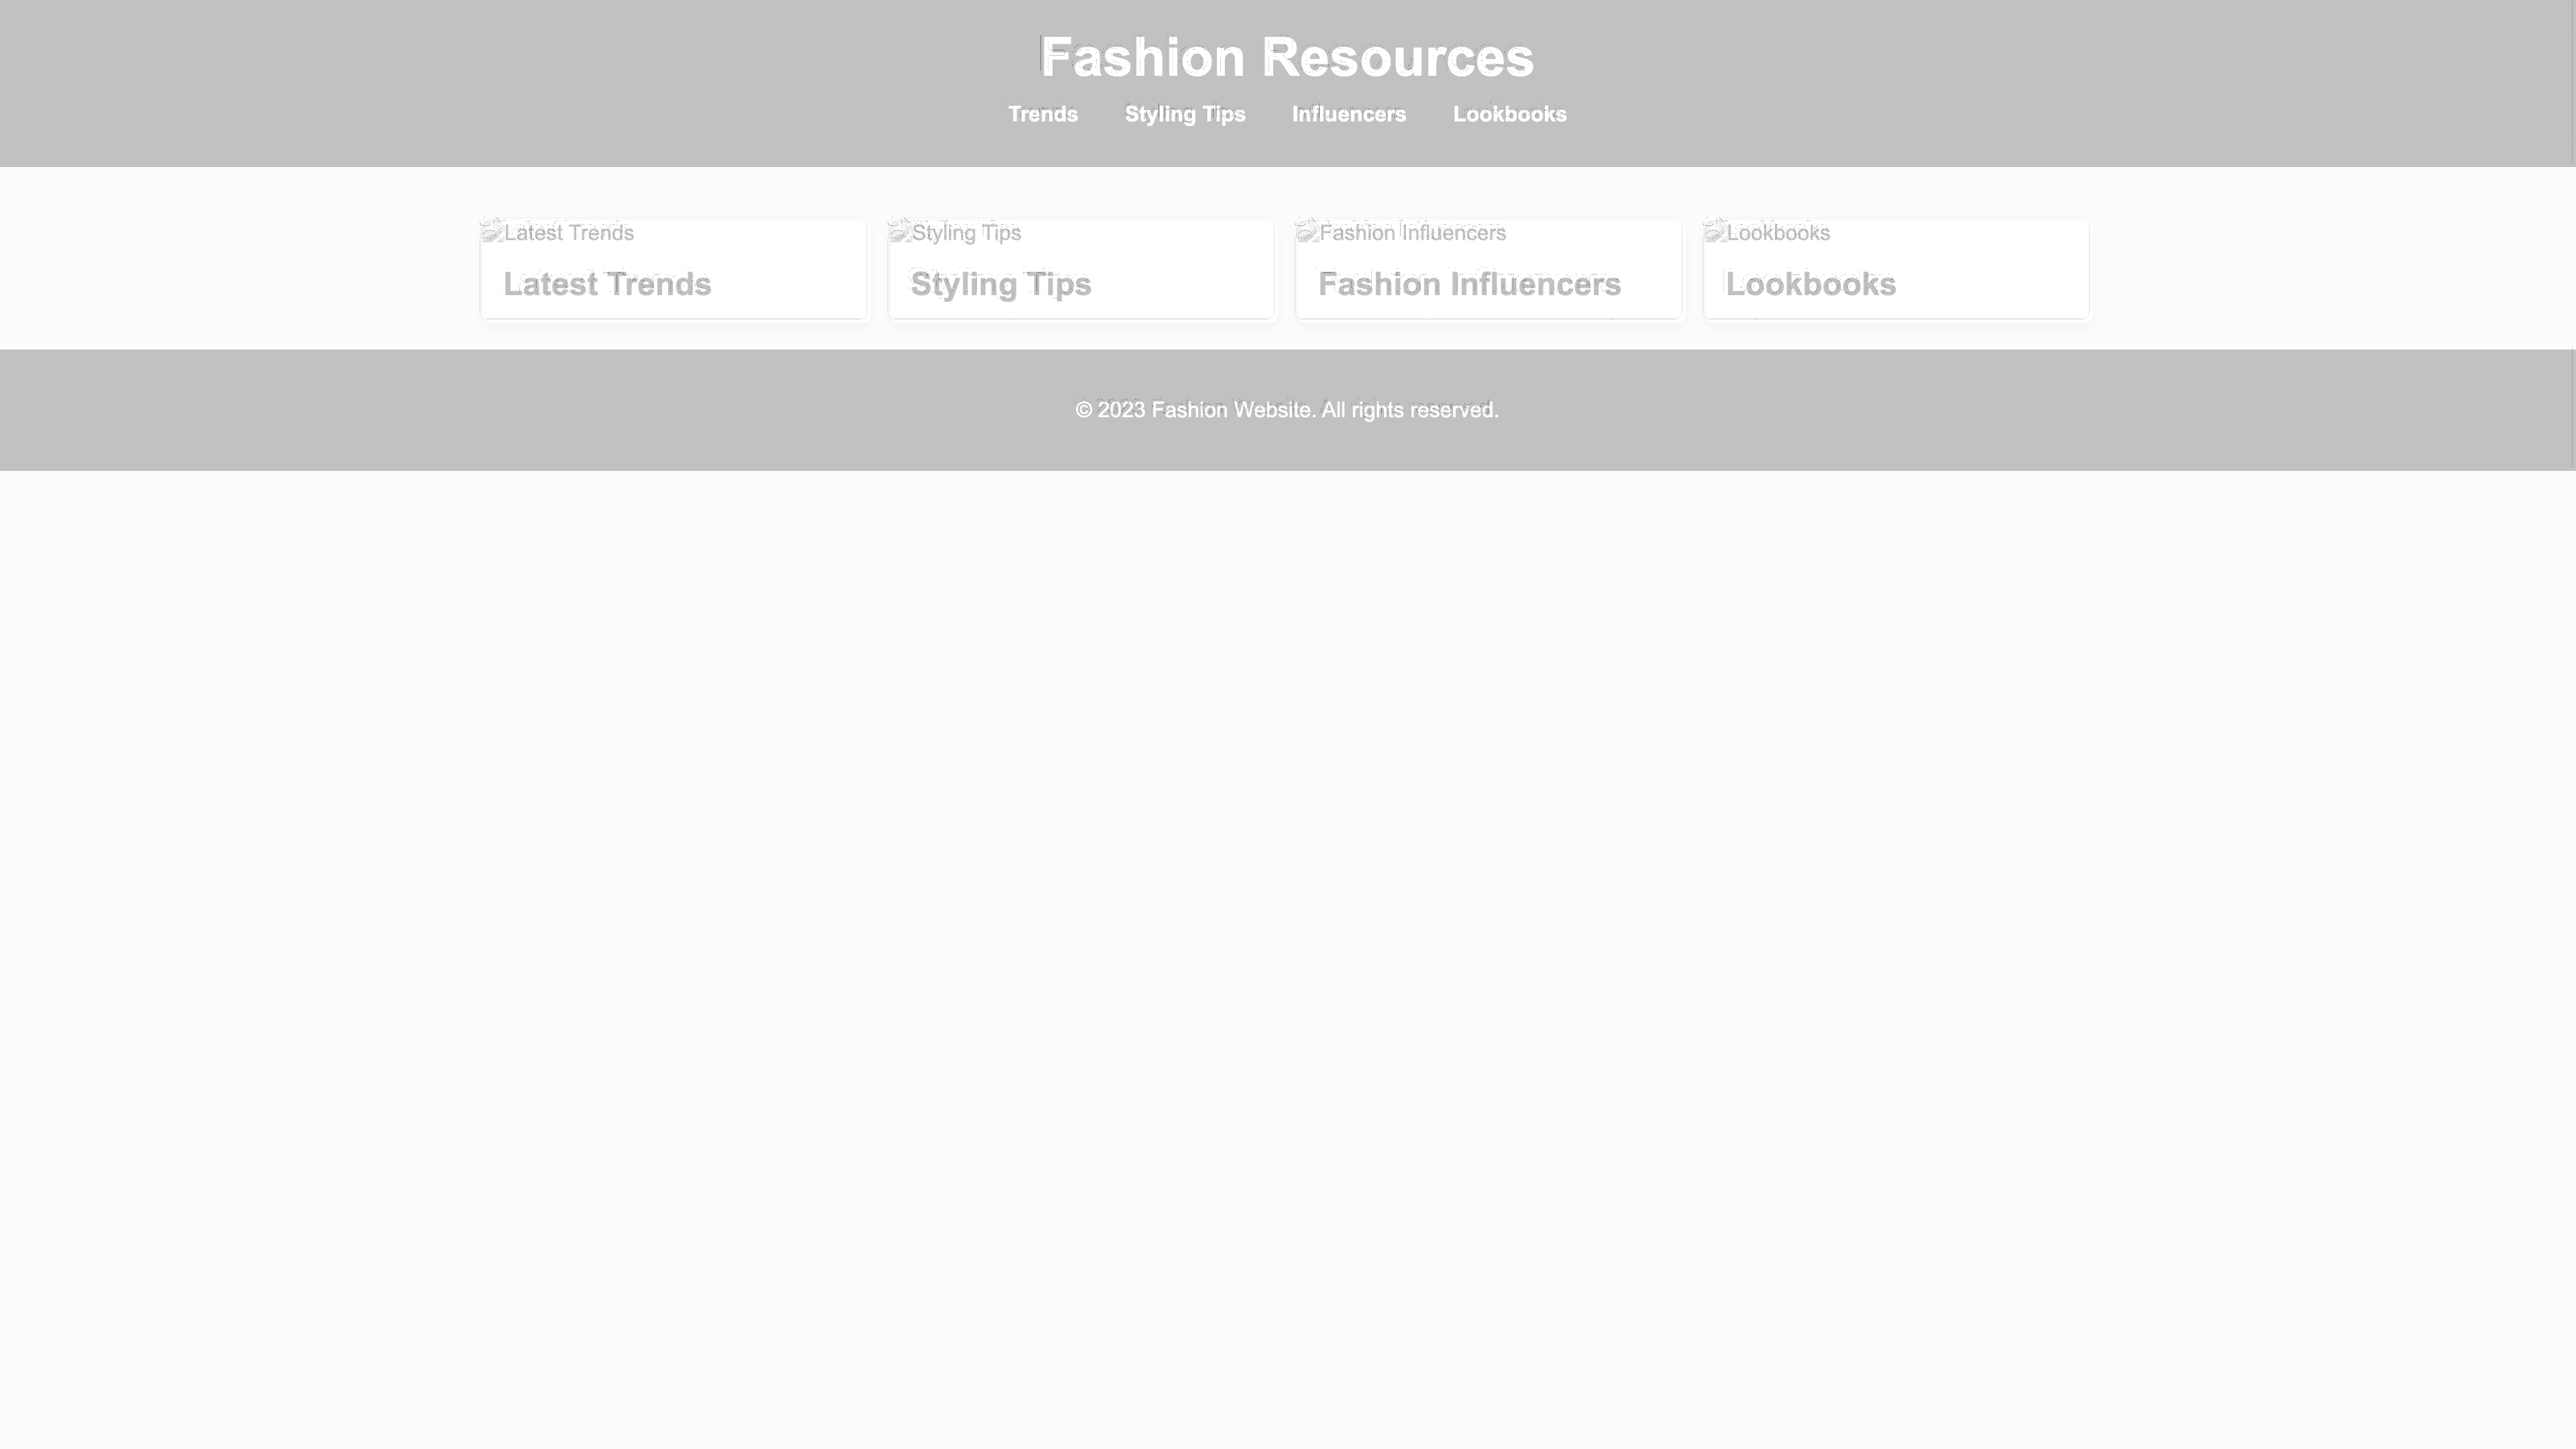 Fashion Resources
Trends Styling Tips Influencers Lookbooks
Latest Trends
Latest Trends
Styling Tips
Styling Tips
Fashion Influencers
Fashion Influencers
Lookbooks
Lookbooks
© 2023 Fashion Website. All rights reserved.